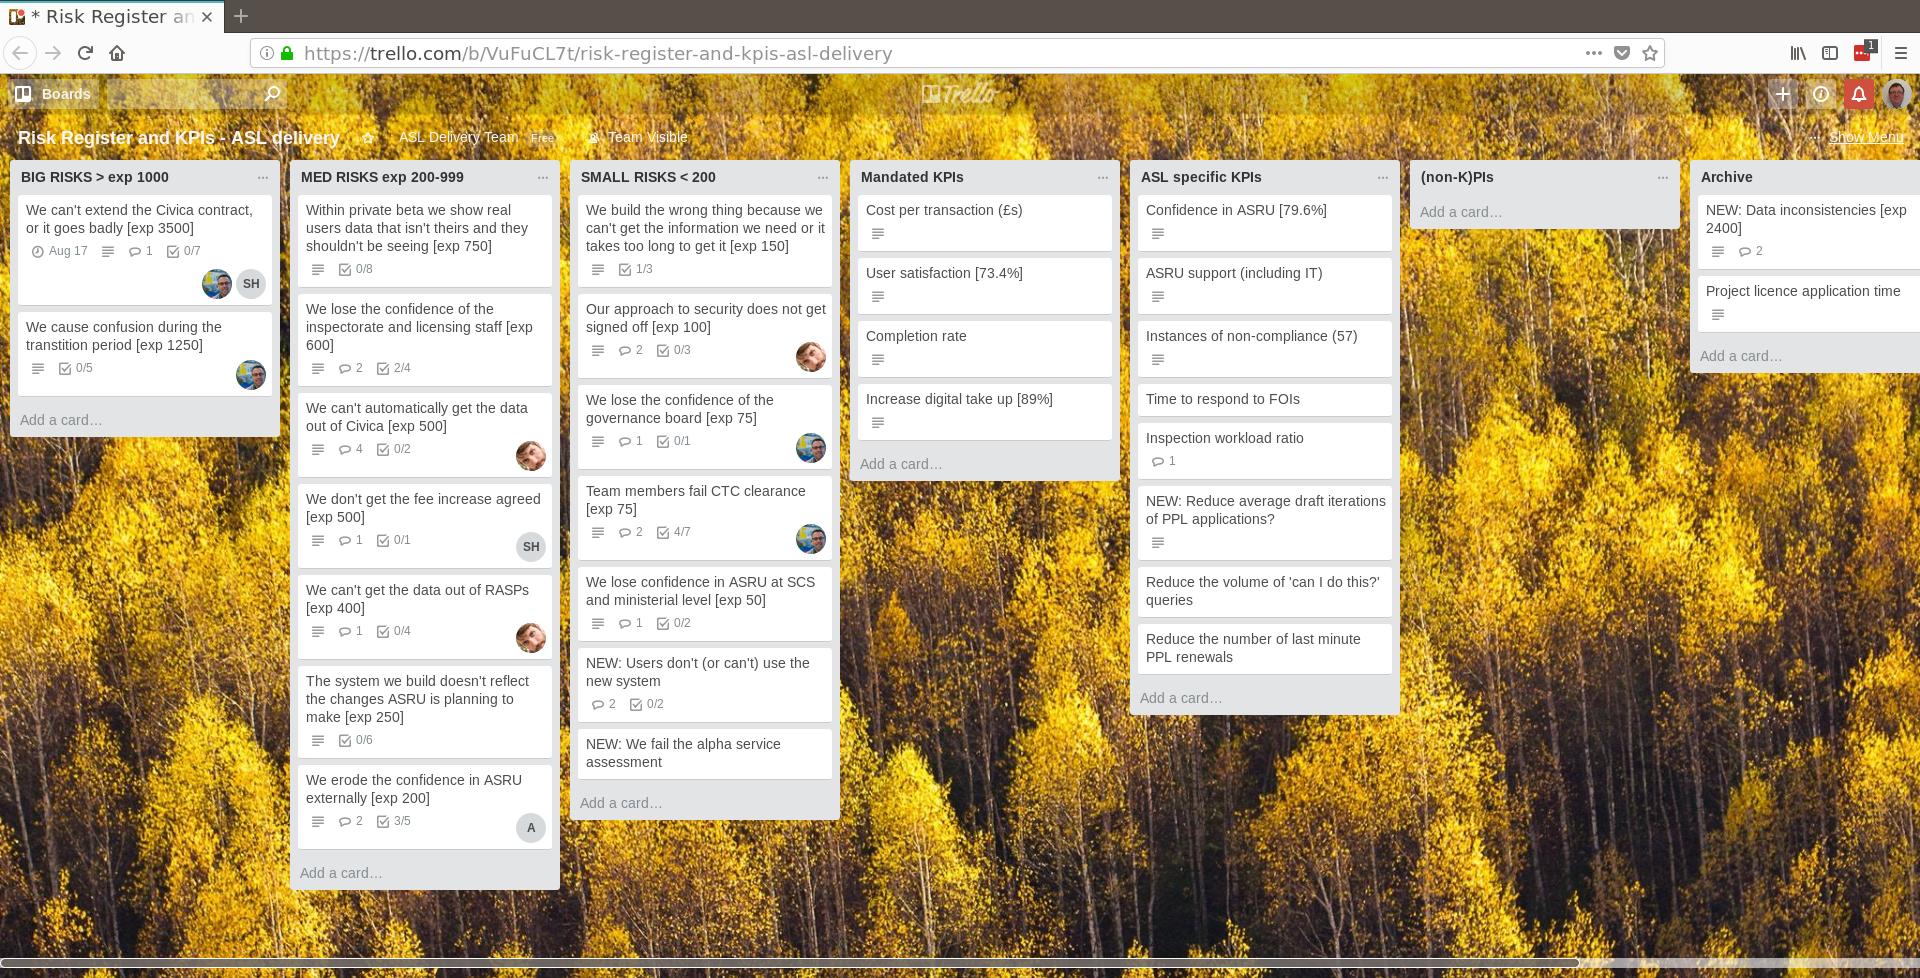 * Risk Register an
https://trello.com/b/VuFuCL7t/risk-register-and-kpis-asl-delivery
1
Boards
Trello
Risk Register and KPIs - ASL delivery
ASL Delivery Team Free
Team Visible
... Show Menu
BIG RISKS > exp 1000
We can't extend the Civica contract,
or it goes badly [exp 3500]
Aug 17 1 0/7
SH
We cause confusion during the
transtition period [exp 1250]
0/5
Add a card…
MED RISKS exp 200-999
Within private beta we show real
users data that isn't theirs and they
shouldn't be seeing [exp 750]
0/8
We lose the confidence of the
inspectorate and licensing staff [exp
600]
2 2/4
We can't automatically get the data
out of Civica [exp 500]
4 0/2
We don't get the fee increase agreed
[exp 500]
1 0/1
SH
We can't get the data out of RASPs
[exp 400]
1 0/4
The system we build doesn't reflect
the changes ASRU is planning to
make [exp 250]
0/6
We erode the confidence in ASRU
externally [exp 200]
2 3/5
A
Add a card…
SMALL RISKS < 200
We build the wrong thing because we
can't get the information we need or it
takes too long to get it [exp 150]
1/3
Our approach to security does not get
signed off [exp 100]
2 0/3
We lose the confidence of the
governance board [exp 75]
1 0/1
Team members fail CTC clearance
[exp 75]
2 4/7
We lose confidence in ASRU at SCS
and ministerial level [exp 50]
1 0/2
NEW: Users don't (or can't) use the
new system
2 0/2
NEW: We fail the alpha service
assessment
Add a card…
Mandated KPIs
Cost per transaction (£s)
User satisfaction [73.4%]
Completion rate
Increase digital take up [89%]
Add a card…
ASL specific KPIs
Confidence in ASRU [79.6%]
ASRU support (including IT)
Instances of non-compliance (57)
Time to respond to FOIs
Inspection workload ratio
1
NEW: Reduce average draft iterations
of PPL applications?
Reduce the volume of 'can I do this?'
queries
Reduce the number of last minute
PPL renewals
Add a card…
(non-K)PIs
Add a card…
Archive
NEW: Data inconsistencies [exp
2400]
2
Project licence application time
Add a card…